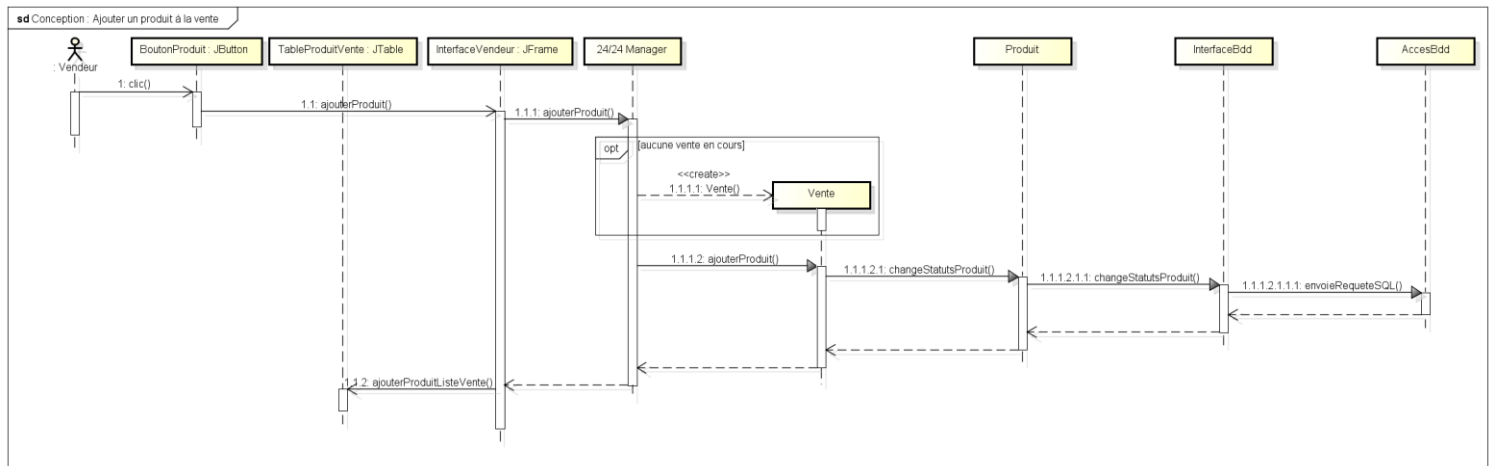 sd Conception : Ajouter un produit à la vente
: Vendeur
BoutonProduit : JButton
TableProduitVente : JTable
InterfaceVendeur : JFrame
24/24 Manager
Produit
InterfaceBdd
AccesBdd
1: clic()
1.1: ajouterProduit()
1.1.1: ajouterProduit()
opt
[aucune vente en cours]
<<create>>
1.1.1.1: Vente()
Vente
1.1.1.2: ajouterProduit()
1.1.1.2.1: changeStatutsProduit()
1.1.1.2.1.1: changeStatutsProduit()
1.1.1.2.1.1.1: envoieRequeteSQL()
1.1.2: ajouterProduitListeVente()